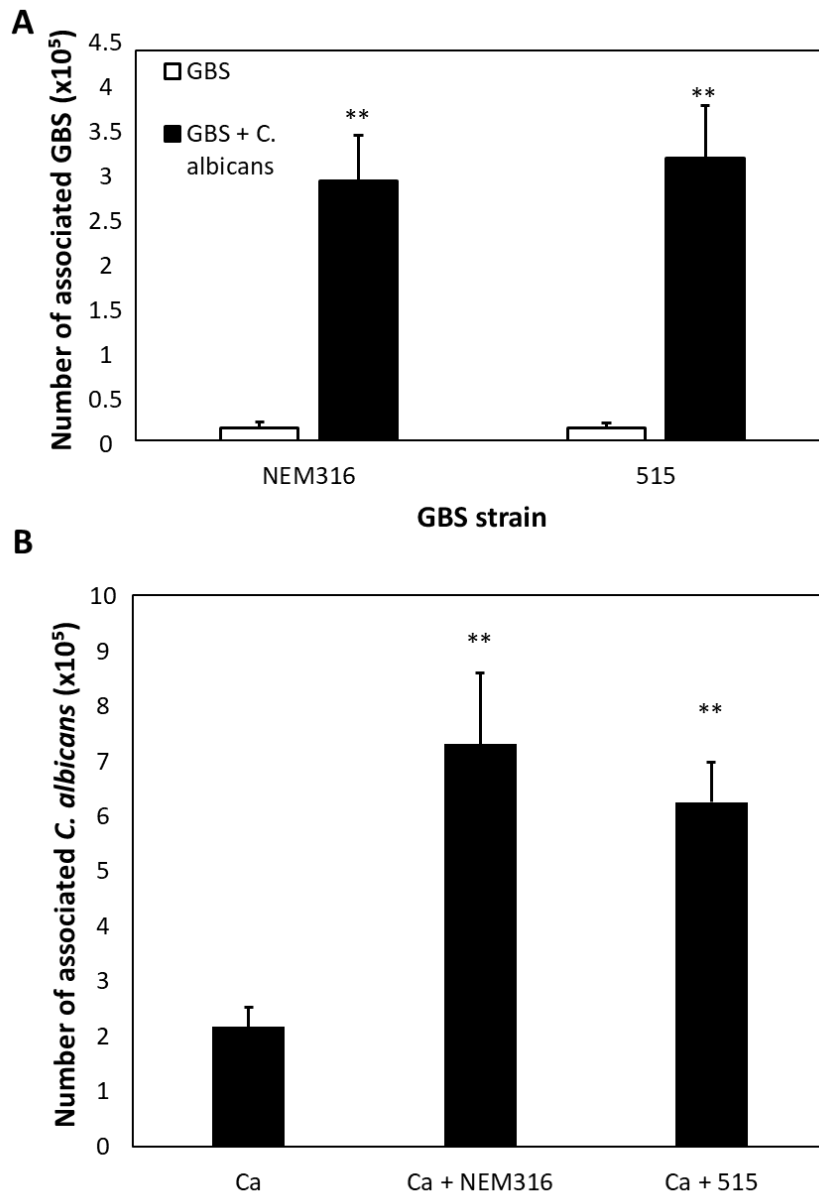 A
Number of associated GBS (x10⁵)
4.5
4
3.5
3
2.5
2
1.5
1
0.5
0
GBS
GBS + C.
albicans
**
**
NEM316
515
GBS strain
B
Number of associated C. albicans (x10⁵)
10
9
8
7
6
5
4
3
2
1
0
**
**
Ca
Ca + NEM316
Ca + 515